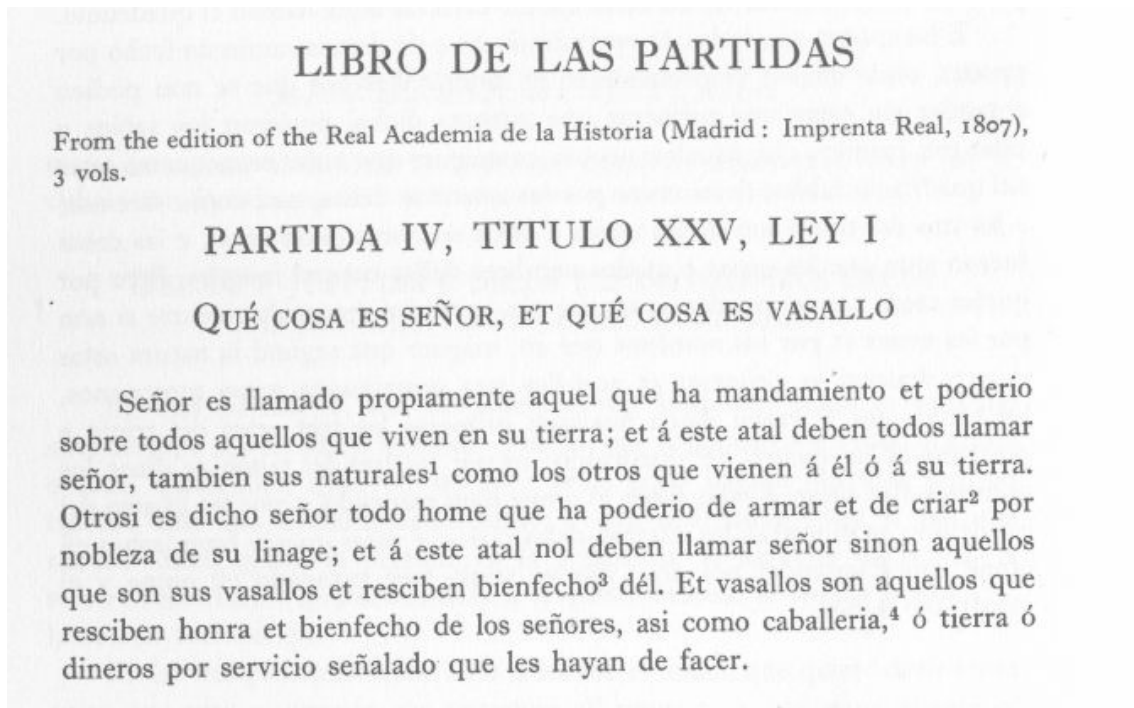 LIBRO DE LAS PARTIDAS
From the edition of the Real Academia de la Historia (Madrid : Imprenta Real, 1807),
3 vols.
PARTIDA IV, TITULO XXV, LEY I
QUÉ COSA ES SEÑOR, ET QUÉ COSA ES VASALLO
Señor es llamado propiamente aquel que ha mandamiento et poderio
sobre todos aquellos que viven en su tierra; et á este atal deben todos llamar
señor, tambien sus naturales¹ como los otros que vienen á él ó á su tierra.
Otrosi es dicho señor todo home que ha poderio de armar et de criar² por
nobleza de su linage; et á este atal nol deben llamar señor sinon aquellos
que son sus vasallos et resciben bienfecho³ dél. Et vasallos son aquellos que
resciben honra et bienfecho de los señores, asi como caballeria,⁴ ó tierra ó
dineros por servicio señalado que les hayan de facer.